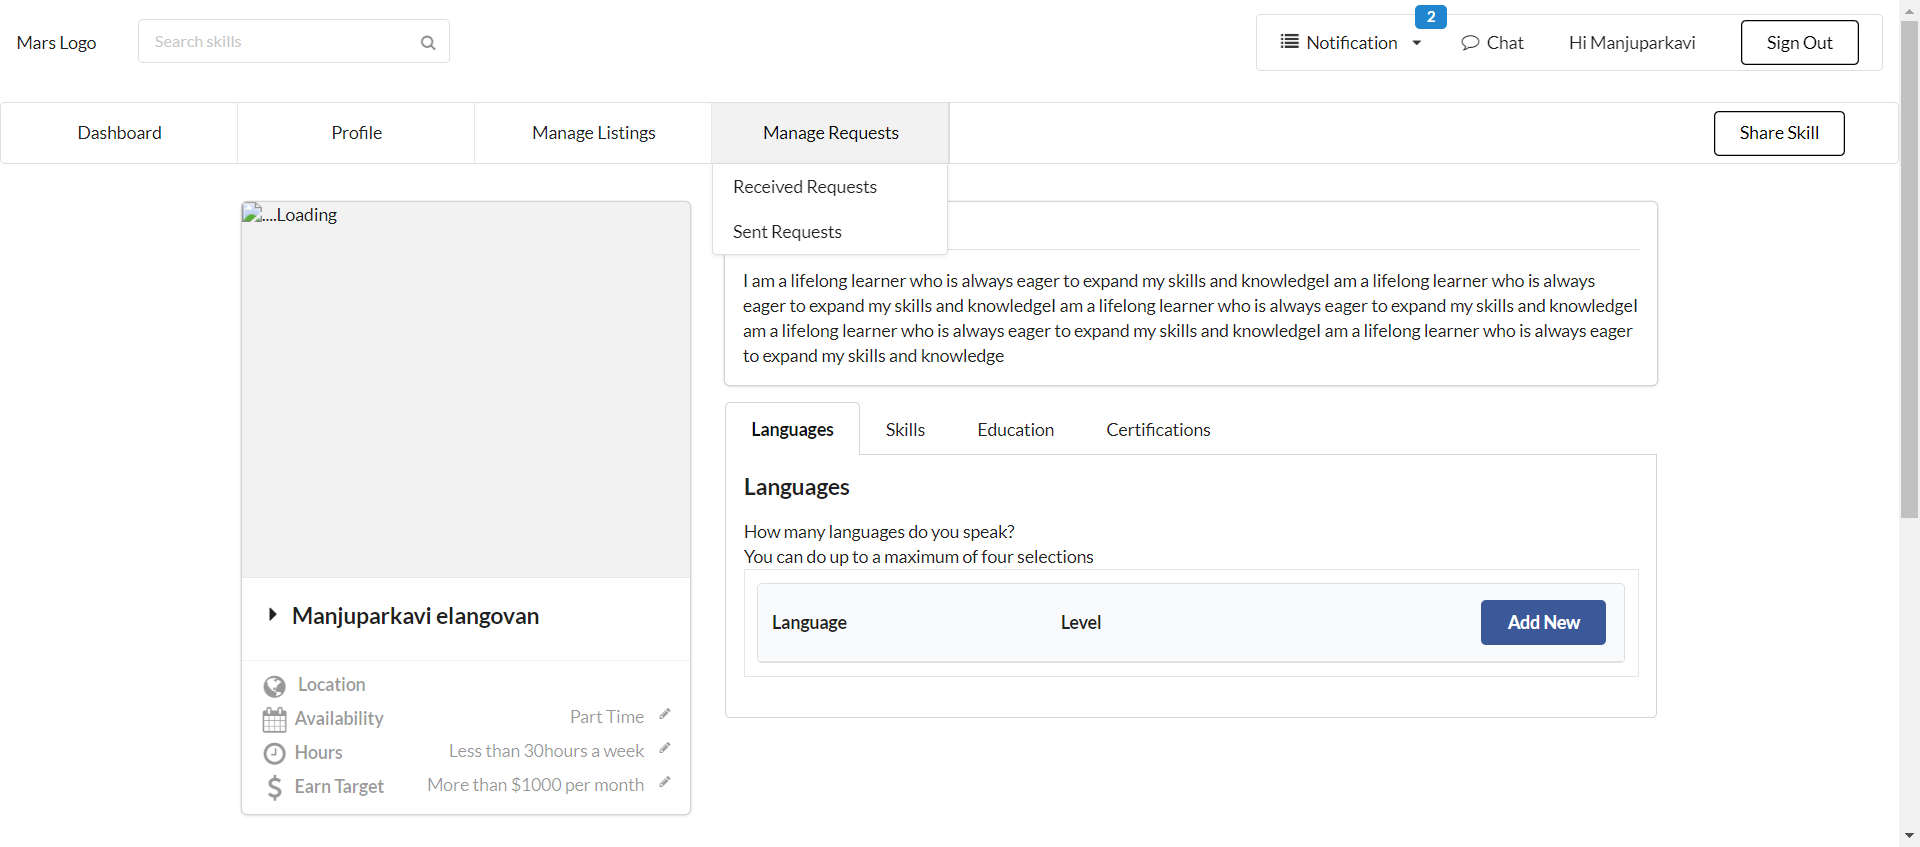 Mars Logo
Search skills
2
Notification
Chat
Hi Manjuparkavi
Sign Out
Dashboard
Profile
Manage Listings
Manage Requests
Share Skill
Received Requests
Sent Requests
....Loading
I am a lifelong learner who is always eager to expand my skills and knowledgeI am a lifelong learner who is always
eager to expand my skills and knowledgeI am a lifelong learner who is always eager to expand my skills and knowledgeI
am a lifelong learner who is always eager to expand my skills and knowledgeI am a lifelong learner who is always eager
to expand my skills and knowledge
Languages
Skills
Education
Certifications
Languages
How many languages do you speak?
You can do up to a maximum of four selections
Language
Level
Add New
Manjuparkavi elangovan
Location
Availability
Part Time
Hours
Less than 30hours a week
Earn Target
More than $1000 per month